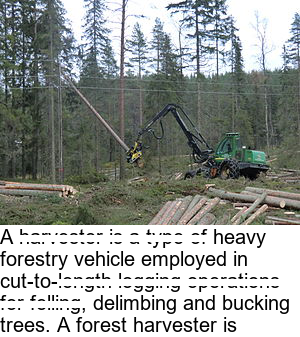 A harvester is a type of heavy
forestry vehicle employed in
cut-to-length logging operations
for felling, delimbing and bucking
trees. A forest harvester is